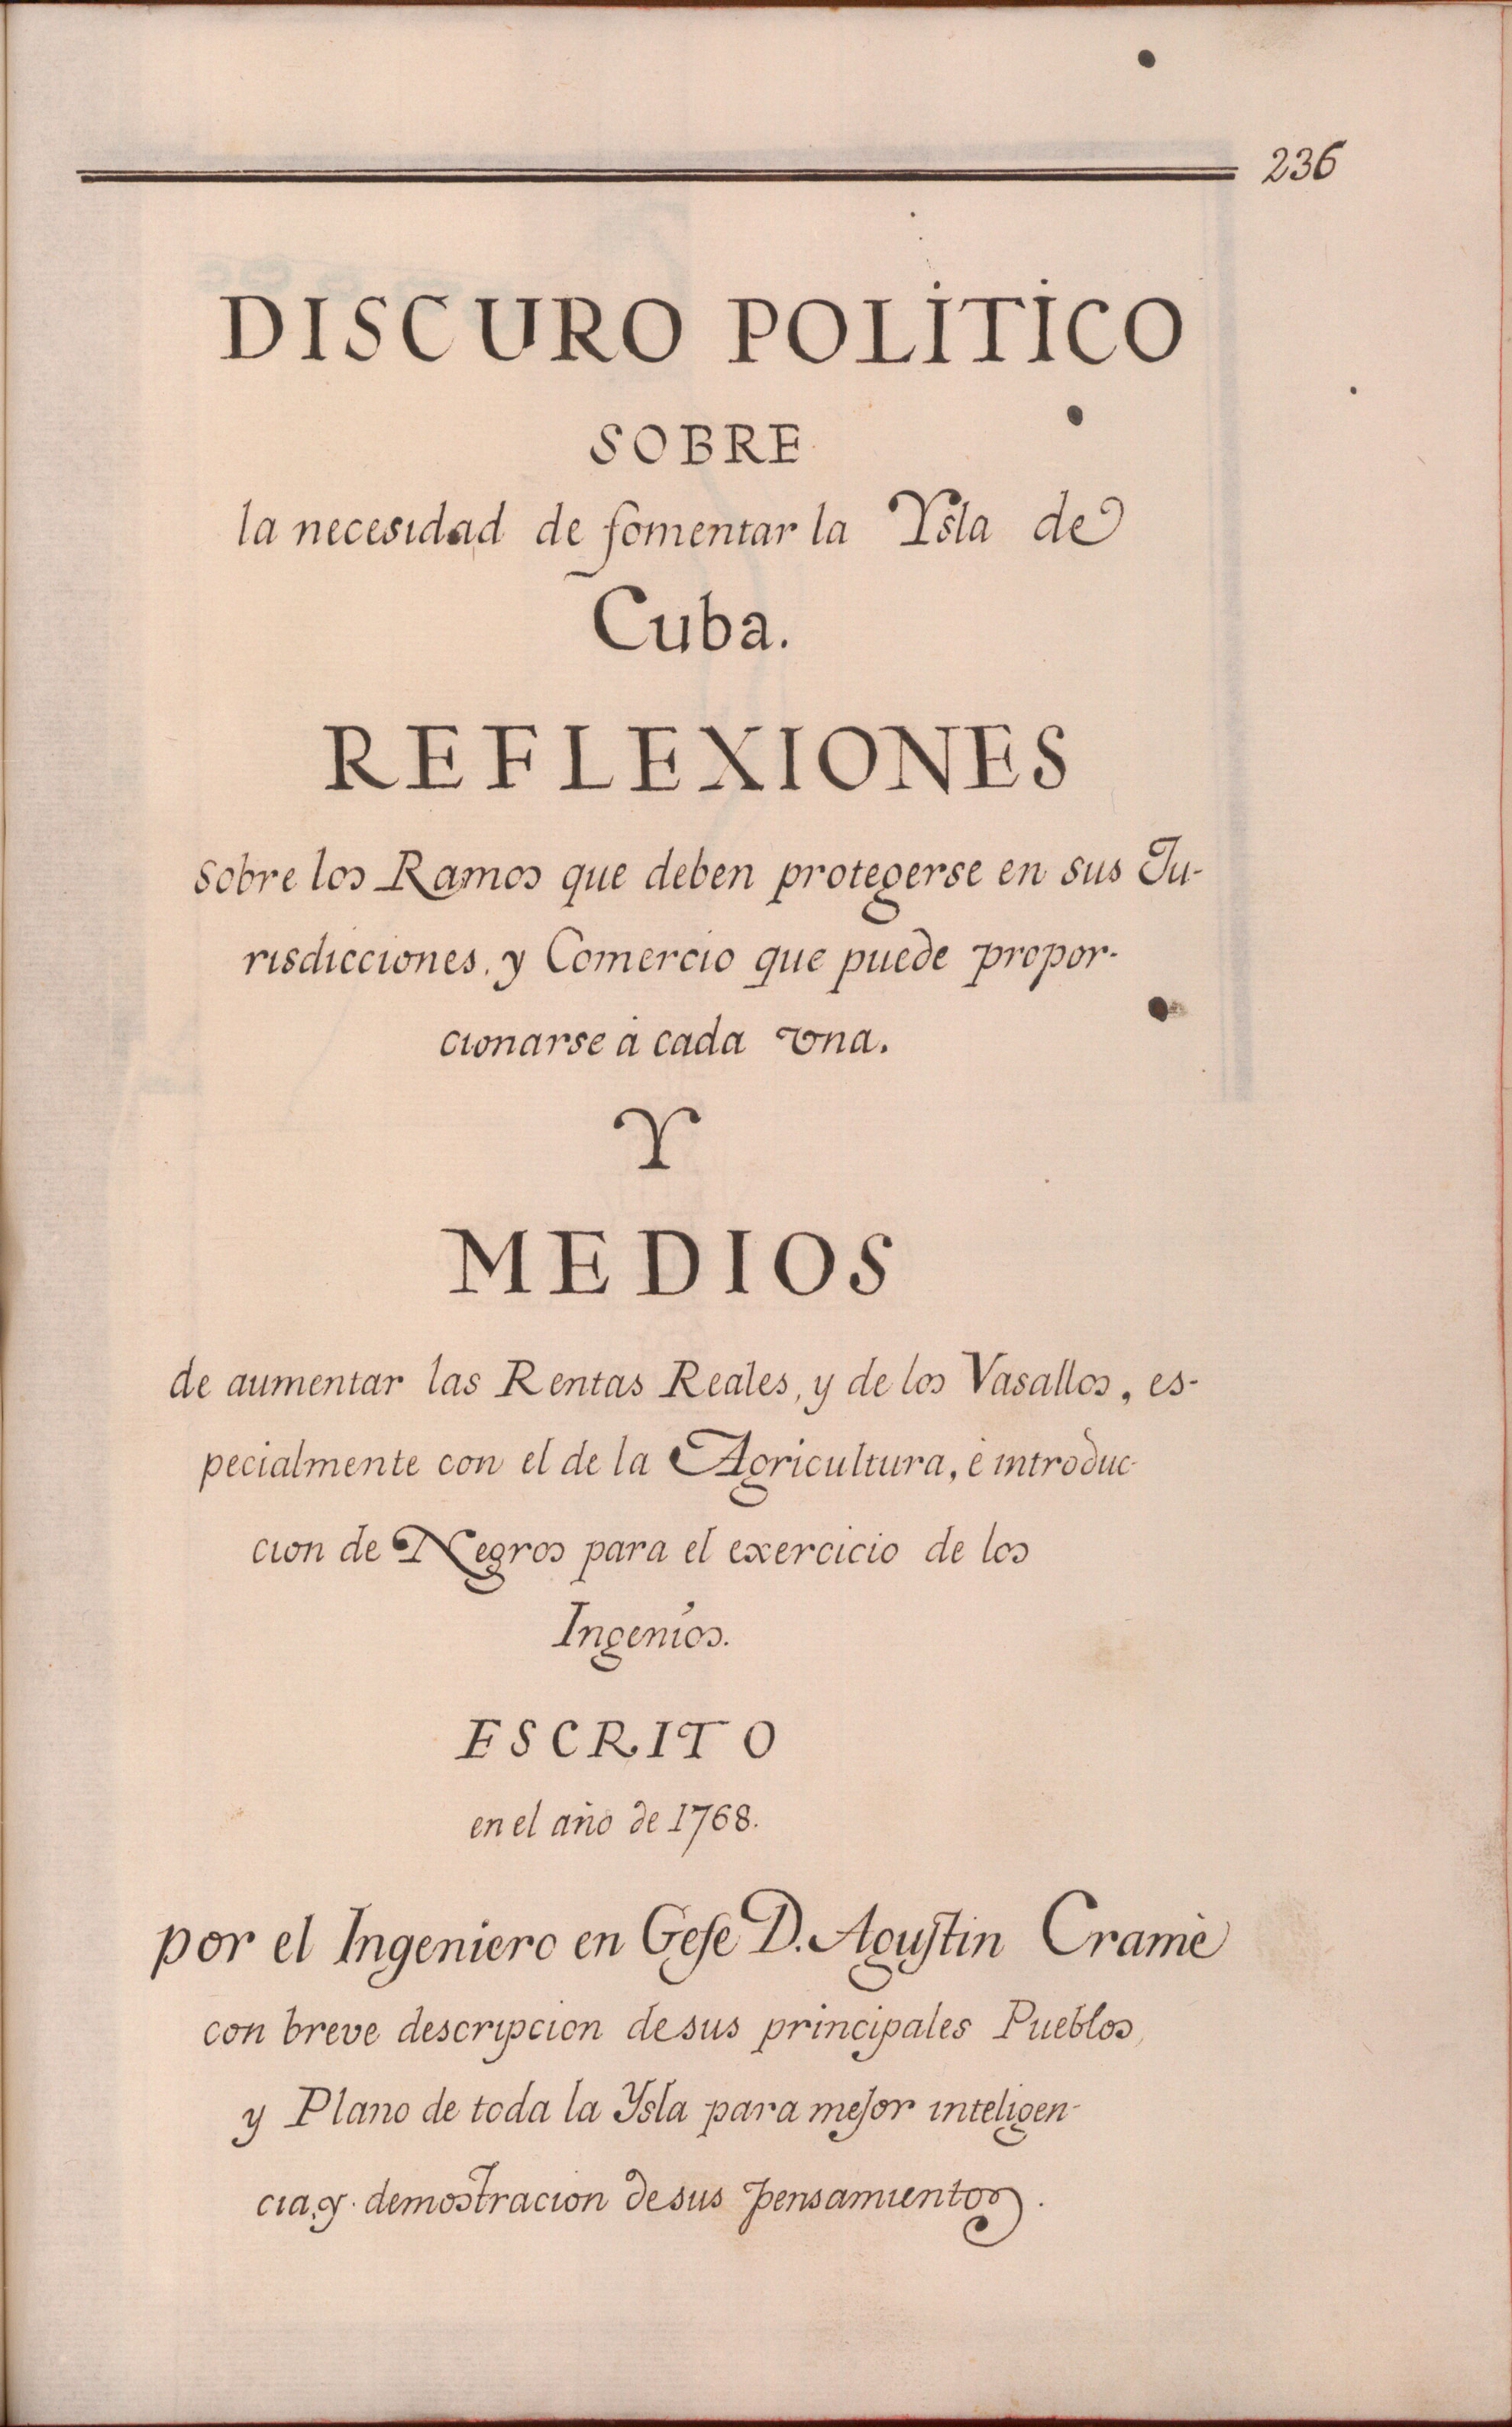 236
DISCURO POLİTİCO
SOBRE
la necesidad de fomentar la Ysla de
Cuba.
REFLEXIONES
sobre los Ramos que deben protegerse en sus Ju-
risdicciones, y Comercio que puede propor-
cionarse à cada vna.
Y
MEDIOS
de aumentar las Rentas Reales, y de los Vasallos, es-
pecialmente con el de la Agricultura, è introduc-
cion de Negros para el exercicio de los
Ingeniós.
ESCRITO
en el año de 1768.
por el Ingeniero en Gefe D. Agustin Cramè
con breve descripcion de sus principales Pueblos,
y Plano de toda la Ysla para mejor inteligen-
cia, y demostracion de sus pensamientos.